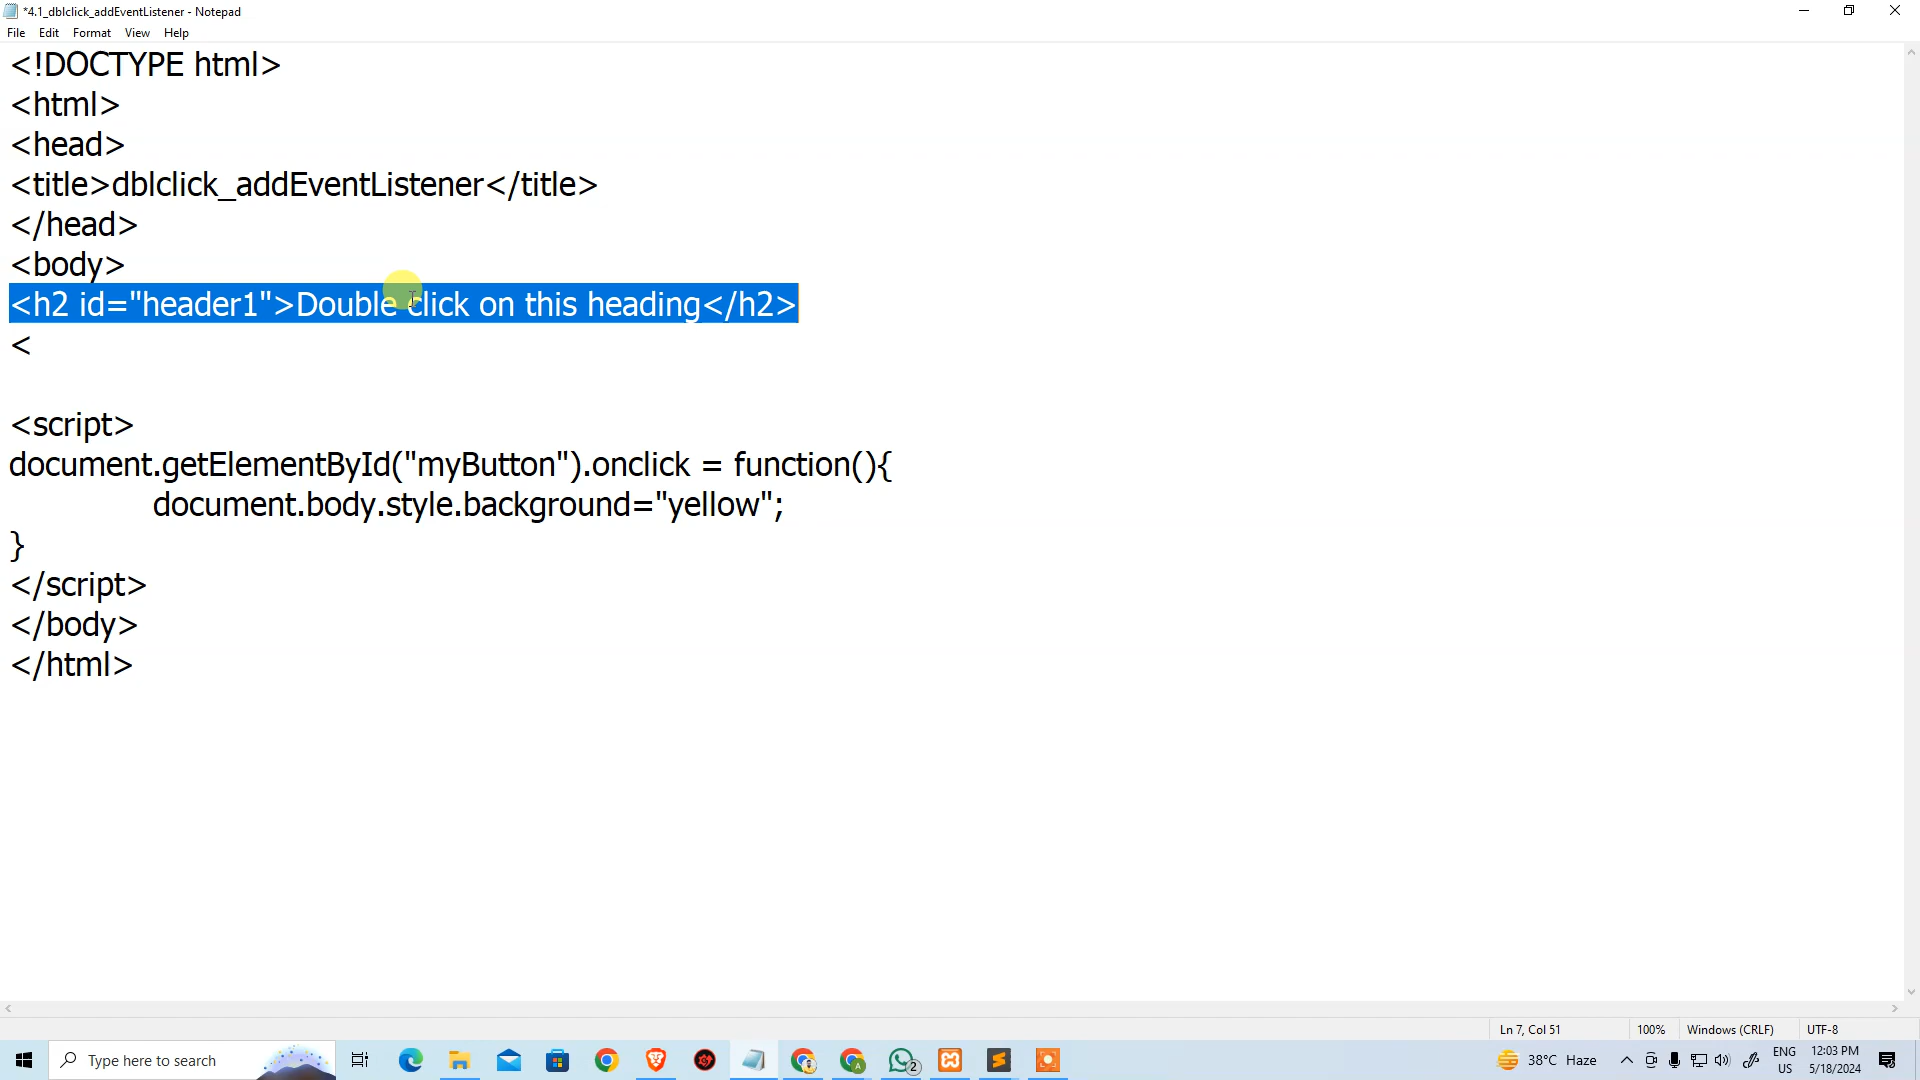 *4.1_dblclick_addEventListener - Notepad
File Edit Format View Help
<!DOCTYPE html>
<html>
<head>
<title>dblclick_addEventListener</title>
</head>
<body>
<h2 id="header1">Double click on this heading</h2>
<
<script>
document.getElementById("myButton").onclick = function(){
document.body.style.background="yellow";
}
</script>
</body>
</html>
Ln 7, Col 51 100% Windows (CRLF) UTF-8
Type here to search
2
38°C Haze
ENG
US
12:03 PM
5/18/2024